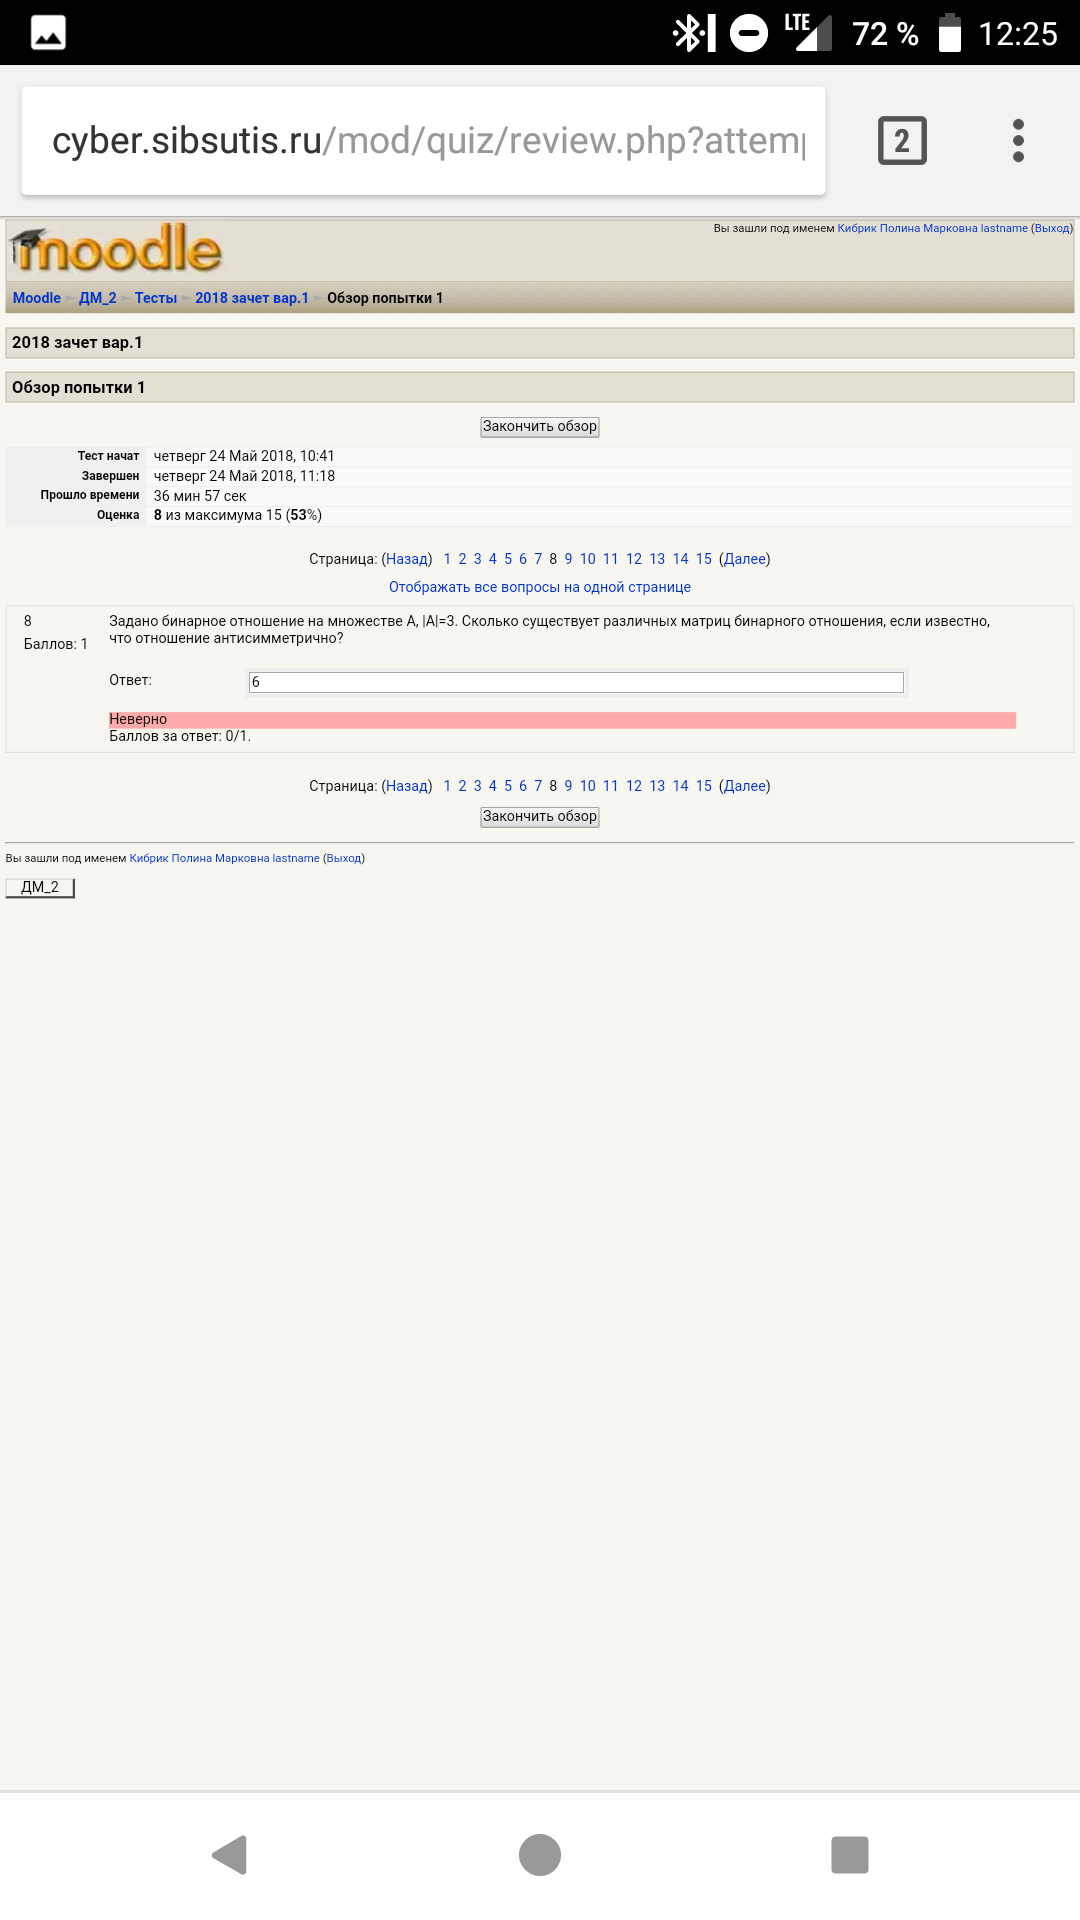 LTE 72 % 12:25
cyber.sibsutis.ru/mod/quiz/review.php?attem
2
moodle
Вы зашли под именем Кибрик Полина Марковна lastname (Выход)
Moodle ► ДМ_2 ► Тесты ► 2018 зачет вар.1 ► Обзор попытки 1
2018 зачет вар.1
Обзор попытки 1
Закончить обзор
Тест начат четверг 24 Май 2018, 10:41
Завершен четверг 24 Май 2018, 11:18
Прошло времени 36 мин 57 сек
Оценка 8 из максимума 15 (53%)
Страница: (Назад) 1 2 3 4 5 6 7 8 9 10 11 12 13 14 15 (Далее)
Отображать все вопросы на одной странице
8
Баллов: 1
Задано бинарное отношение на множестве A, |A|=3. Сколько существует различных матриц бинарного отношения, если известно,
что отношение антисимметрично?
Ответ: 6
Неверно
Баллов за ответ: 0/1.
Страница: (Назад) 1 2 3 4 5 6 7 8 9 10 11 12 13 14 15 (Далее)
Закончить обзор
Вы зашли под именем Кибрик Полина Марковна lastname (Выход)
ДМ_2